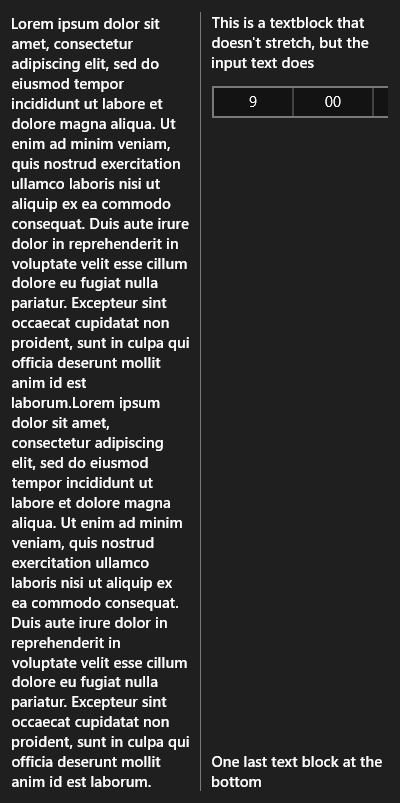 Lorem ipsum dolor sit
amet, consectetur
adipiscing elit, sed do
eiusmod tempor
incididunt ut labore et
dolore magna aliqua. Ut
enim ad minim veniam,
quis nostrud exercitation
ullamco laboris nisi ut
aliquip ex ea commodo
consequat. Duis aute irure
dolor in reprehenderit in
voluptate velit esse cillum
dolore eu fugiat nulla
pariatur. Excepteur sint
occaecat cupidatat non
proident, sunt in culpa qui
officia deserunt mollit
anim id est
laborum.Lorem ipsum
dolor sit amet,
consectetur adipiscing
elit, sed do eiusmod
tempor incididunt ut
labore et dolore magna
aliqua. Ut enim ad minim
veniam, quis nostrud
exercitation ullamco
laboris nisi ut aliquip ex
ea commodo consequat.
Duis aute irure dolor in
reprehenderit in
voluptate velit esse cillum
dolore eu fugiat nulla
pariatur. Excepteur sint
occaecat cupidatat non
proident, sunt in culpa qui
officia deserunt mollit
anim id est laborum.
This is a textblock that
doesn't stretch, but the
input text does
9 00
One last text block at the
bottom